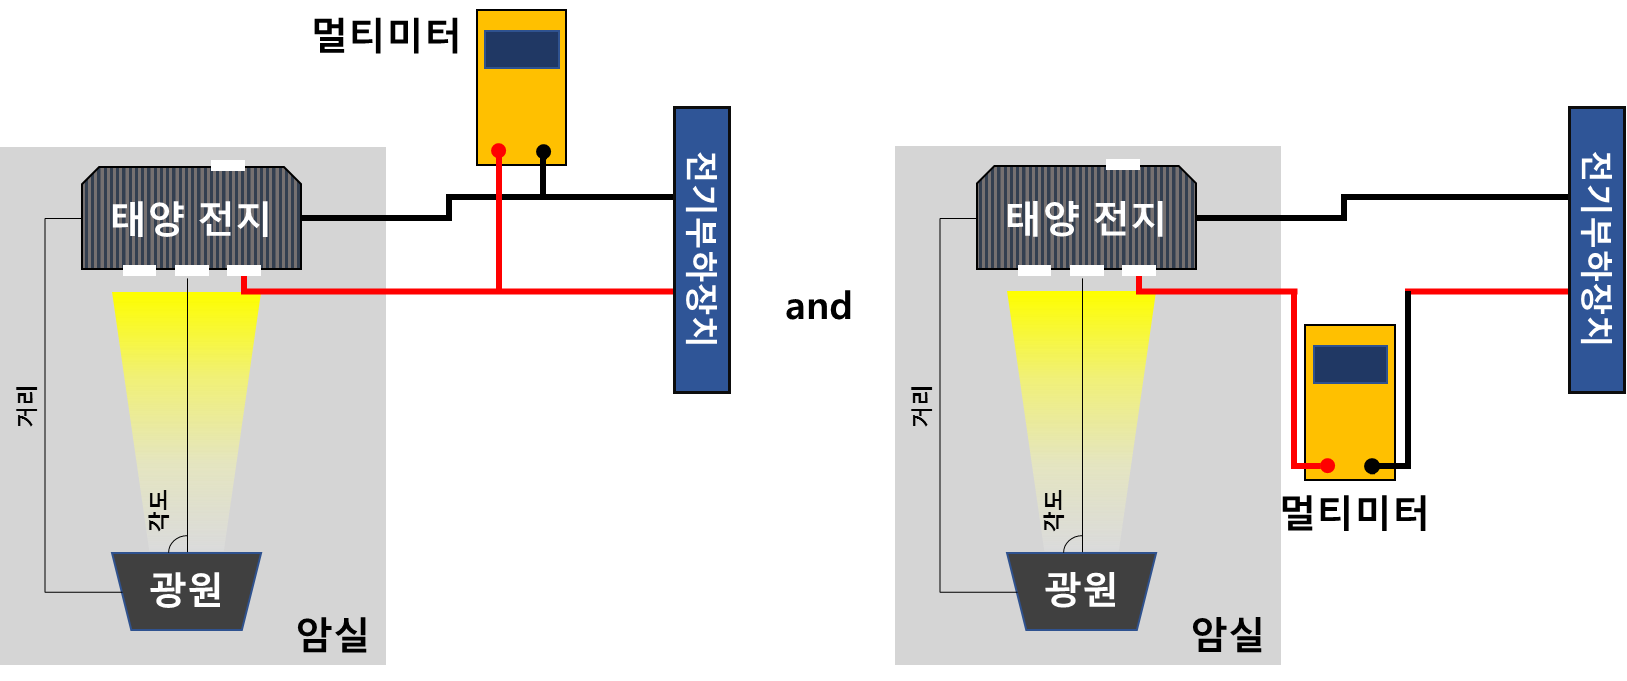 멀티미터
태양 전지
전기부하장치
거리
각도
광원
암실
and
태양 전지
전기부하장치
거리
각도
멀티미터
광원
암실